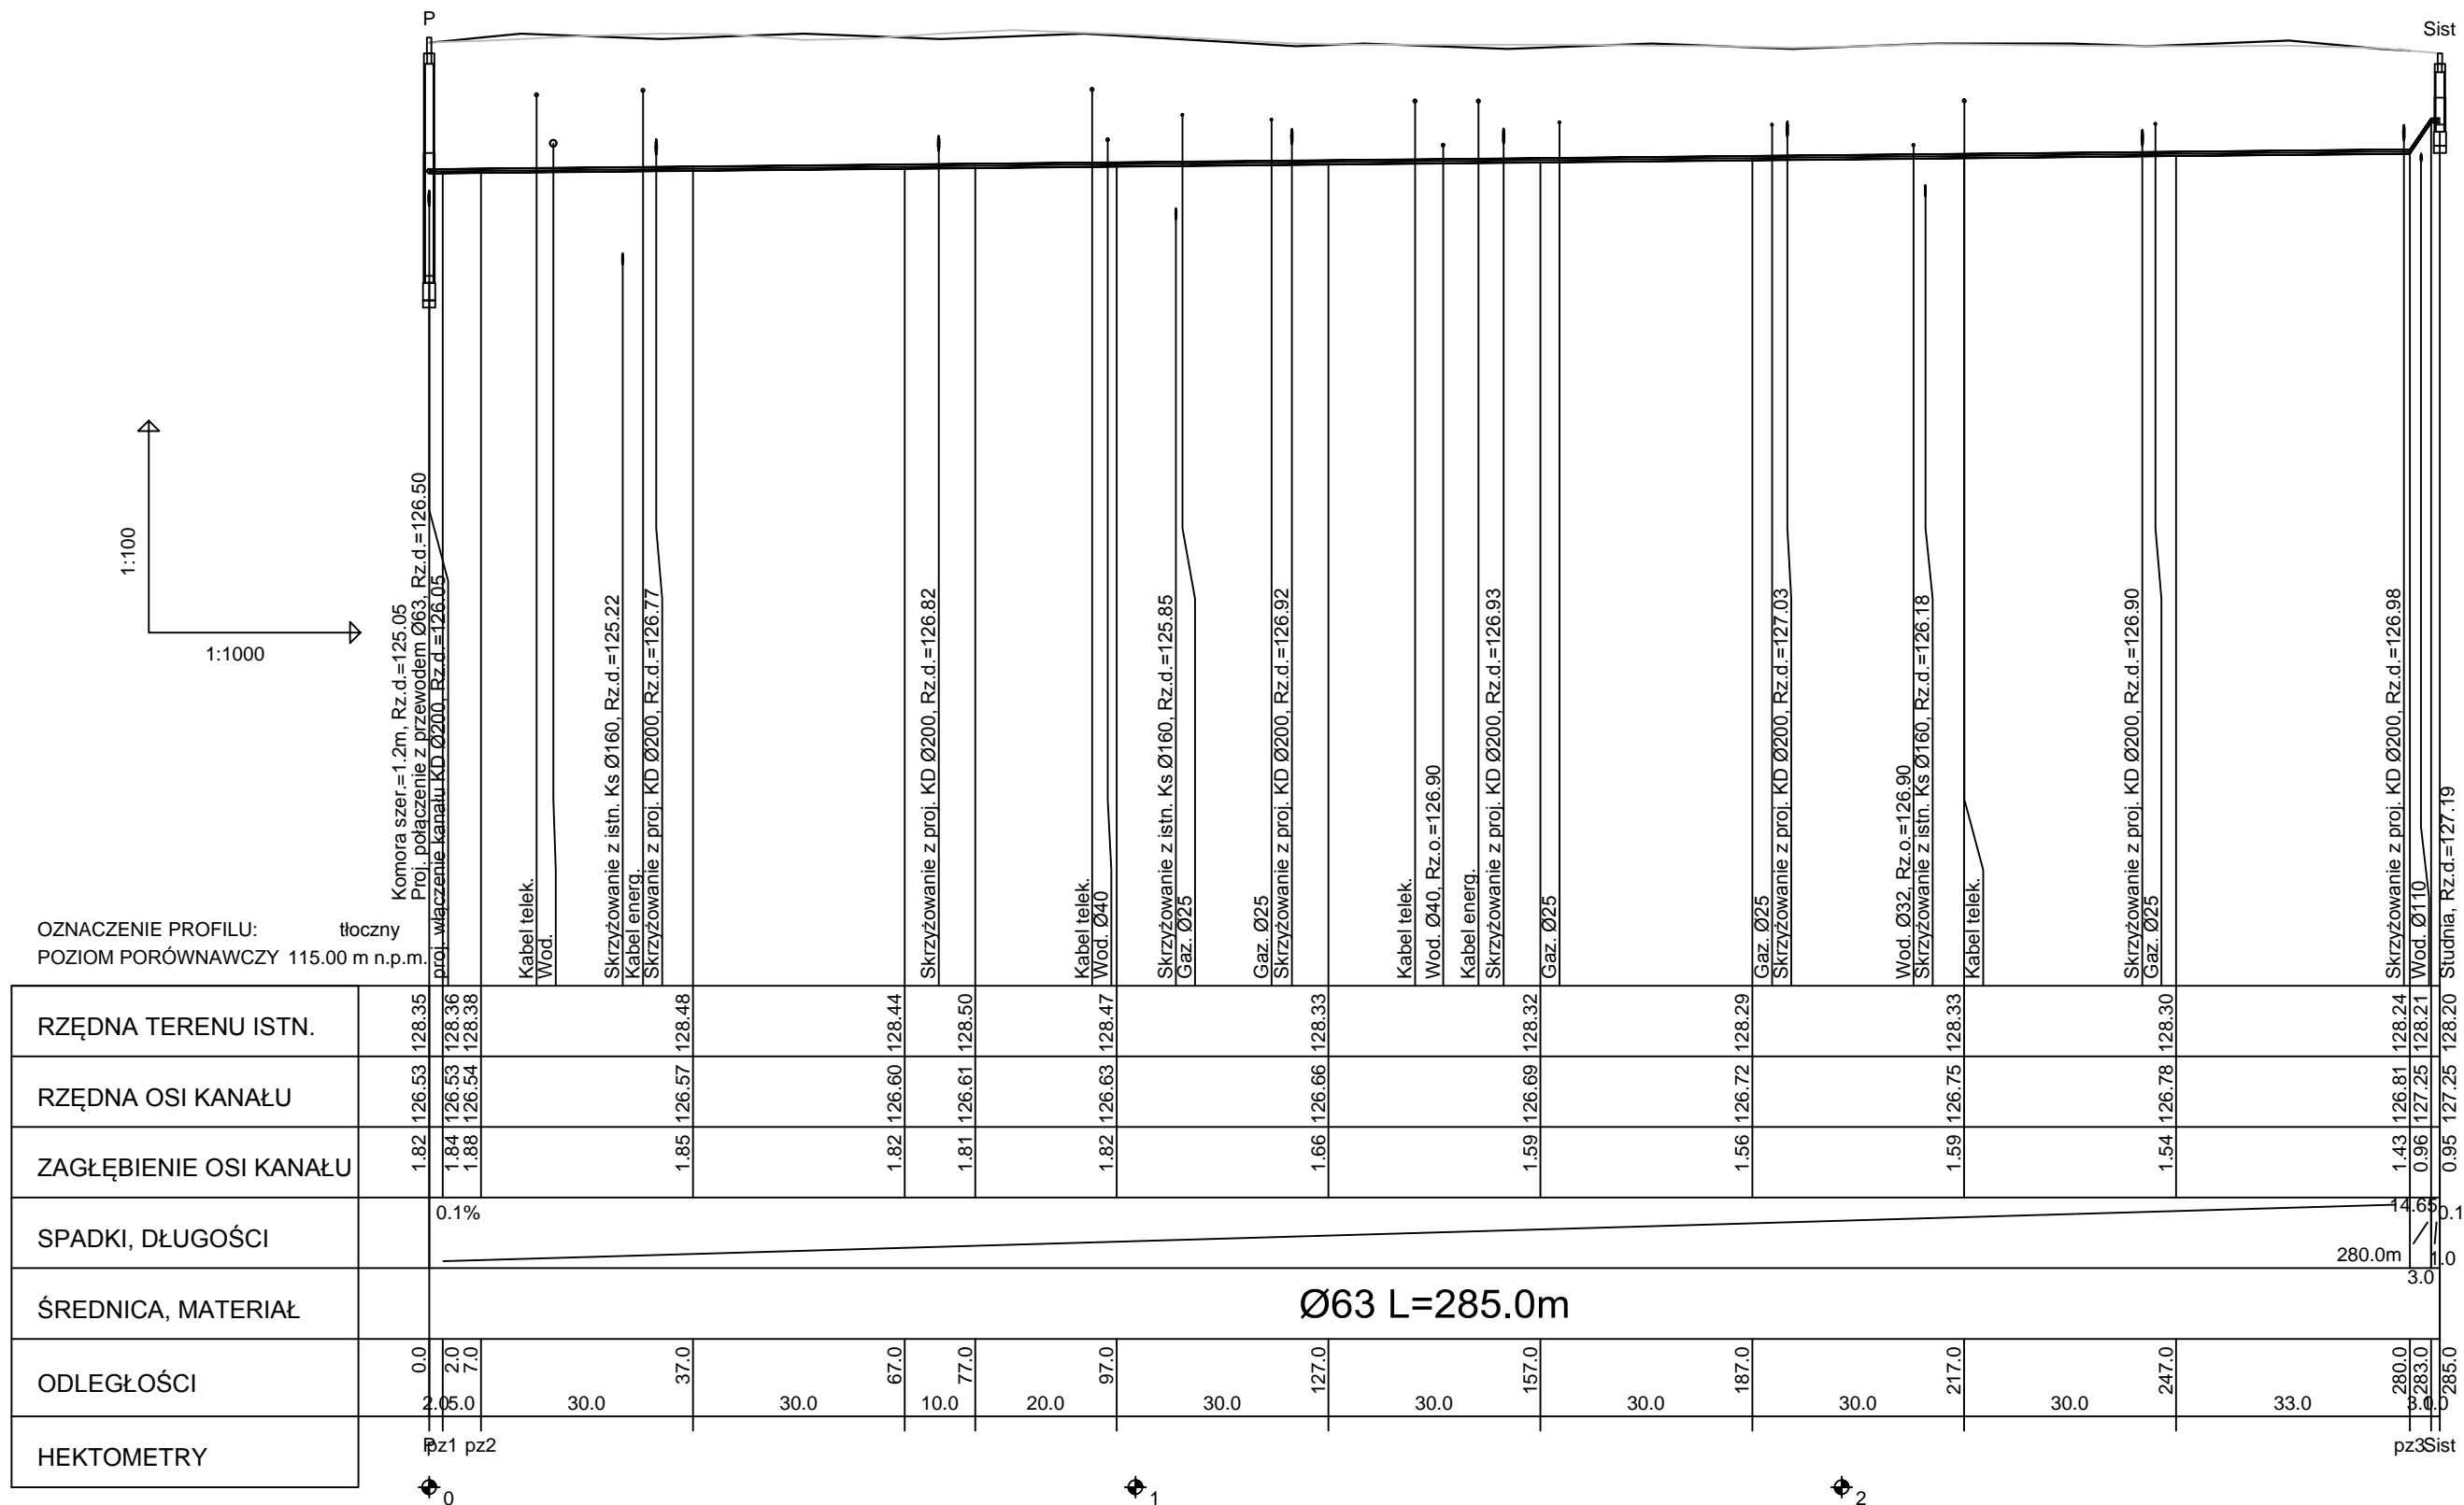 P
Sist
1:100
1:1000
Komora szer.=1.2m, Rz.d.=125.05
Proj. połączenie z przewodem Ø63, Rz.d.=126.50
proj. włączenie kanału KD Ø200, Rz.d.=126.05
Kabel telek.
Wod.
Skrzyżowanie z istn. Ks Ø160, Rz.d.=125.22
Kabel energ.
Skrzyżowanie z proj. KD Ø200, Rz.d.=126.77
Skrzyżowanie z proj. KD Ø200, Rz.d.=126.82
Kabel telek.
Wod. Ø40
Skrzyżowanie z istn. Ks Ø160, Rz.d.=125.85
Gaz. Ø25
Gaz. Ø25
Skrzyżowanie z proj. KD Ø200, Rz.d.=126.92
Kabel telek.
Wod. Ø40, Rz.o.=126.90
Kabel energ.
Skrzyżowanie z proj. KD Ø200, Rz.d.=126.93
Gaz. Ø25
Gaz. Ø25
Skrzyżowanie z proj. KD Ø200, Rz.d.=127.03
Wod. Ø32, Rz.o.=126.90
Skrzyżowanie z istn. Ks Ø160, Rz.d.=126.18
Kabel telek.
Skrzyżowanie z proj. KD Ø200, Rz.d.=126.90
Gaz. Ø25
Skrzyżowanie z proj. KD Ø200, Rz.d.=126.98
Wod. Ø110
Studnia, Rz.d.=127.19
OZNACZENIE PROFILU: tłoczny
POZIOM PORÓWNAWCZY 115.00 m n.p.m.
RZĘDNA TERENU ISTN. 128.35 128.36 128.38 128.48 128.44 128.50 128.47 128.33 128.32 128.29 128.33 128.30 128.24 128.21 128.20
RZĘDNA OSI KANAŁU 126.53 126.53 126.54 126.57 126.60 126.61 126.63 126.66 126.69 126.72 126.75 126.78 126.81 127.25 127.25
ZAGŁĘBIENIE OSI KANAŁU 1.82 1.84 1.88 1.85 1.82 1.81 1.82 1.66 1.59 1.56 1.59 1.54 1.43 0.96 0.95
SPADKI, DŁUGOŚCI 0.1% 280.0m 14.65 3.0 0.1 1.0
ŚREDNICA, MATERIAŁ Ø63 L=285.0m
ODLEGŁOŚCI 0.0 2.0 7.0 37.0 67.0 77.0 97.0 127.0 157.0 187.0 217.0 247.0 280.0 283.0 285.0
2.0 5.0 30.0 30.0 10.0 20.0 30.0 30.0 30.0 30.0 30.0 33.0 3.0 1.0
HEKTOMETRY P pz1 pz2 pz3 Sist
0 1 2